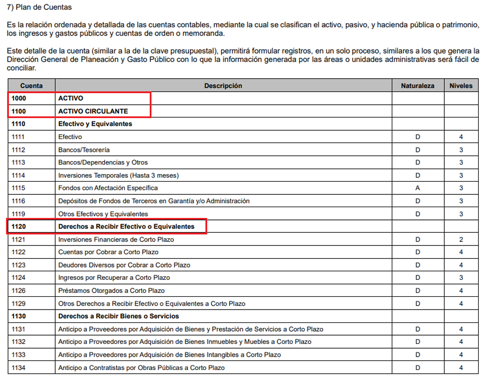 7) Plan de Cuentas
Es la relación ordenada y detallada de las cuentas contables, mediante la cual se clasifican el activo, pasivo, y hacienda pública o patrimonio,
los ingresos y gastos públicos y cuentas de orden o memoranda.
Este detalle de la cuenta (similar a la de la clave presupuestal), permitirá formular registros, en un solo proceso, similares a los que genera la
Dirección General de Planeación y Gasto Público con lo que la información generada por las áreas o unidades administrativas será fácil de
conciliar.
Cuenta Descripción Naturaleza Niveles
1000 ACTIVO
1100 ACTIVO CIRCULANTE
1110 Efectivo y Equivalentes
1111 Efectivo D 4
1112 Bancos/Tesorería D 3
1113 Bancos/Dependencias y Otros D 3
1114 Inversiones Temporales (Hasta 3 meses) D 3
1115 Fondos con Afectación Específica A 3
1116 Depósitos de Fondos de Terceros en Garantía y/o Administración D 3
1119 Otros Efectivos y Equivalentes D 3
1120 Derechos a Recibir Efectivo o Equivalentes
1121 Inversiones Financieras de Corto Plazo D 2
1122 Cuentas por Cobrar a Corto Plazo D 4
1123 Deudores Diversos por Cobrar a Corto Plazo D 4
1124 Ingresos por Recuperar a Corto Plazo D 3
1126 Préstamos Otorgados a Corto Plazo D 4
1129 Otros Derechos a Recibir Efectivo o Equivalentes a Corto Plazo D 4
1130 Derechos a Recibir Bienes o Servicios
1131 Anticipo a Proveedores por Adquisición de Bienes y Prestación de Servicios a Corto Plazo D 4
1132 Anticipo a Proveedores por Adquisición de Bienes Inmuebles y Muebles a Corto Plazo D 4
1133 Anticipo a Proveedores por Adquisición de Bienes Intangibles a Corto Plazo D 4
1134 Anticipo a Contratistas por Obras Públicas a Corto Plazo D 4